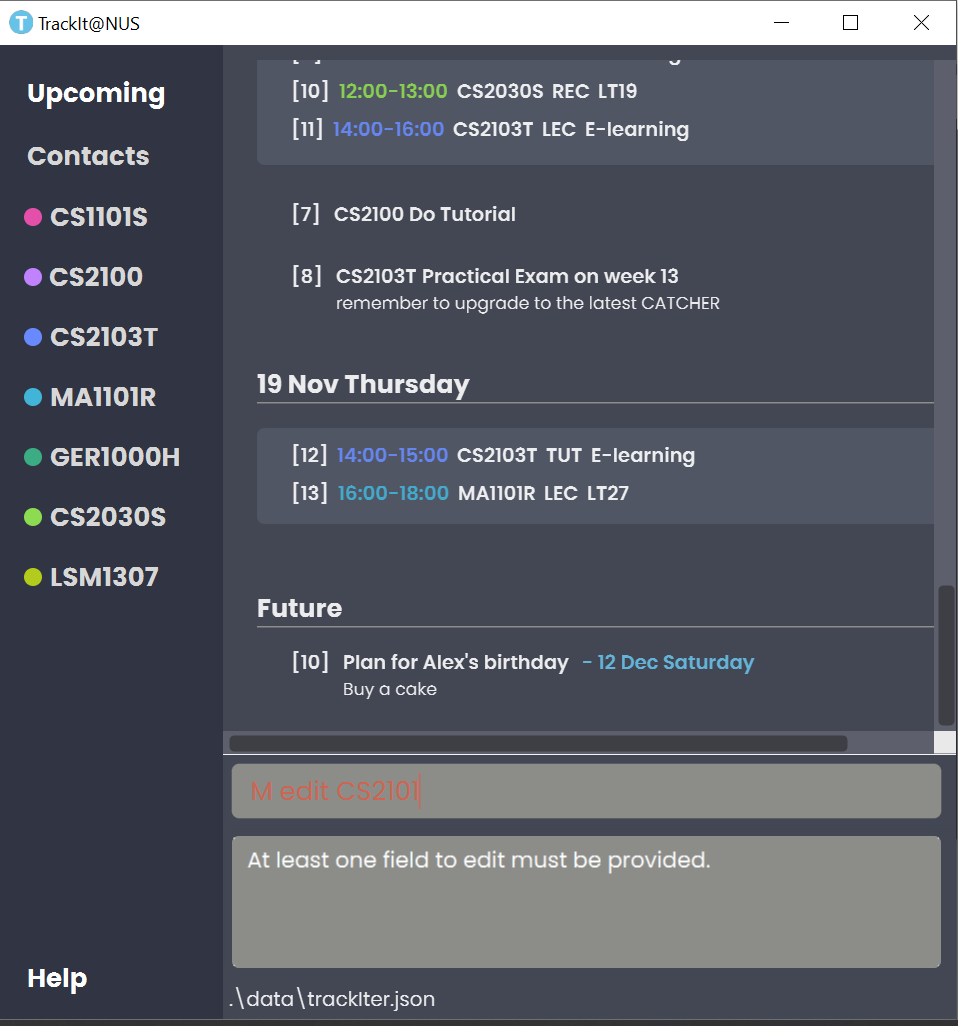 T TrackIt@NUS
Upcoming
Contacts
CS1101S
CS2100
CS2103T
MA1101R
GER1000H
CS2030S
LSM1307
Help
[10] 12:00-13:00 CS2030S REC LT19
[11] 14:00-16:00 CS2103T LEC E-learning
[7] CS2100 Do Tutorial
[8] CS2103T Practical Exam on week 13
remember to upgrade to the latest CATCHER
19 Nov Thursday
[12] 14:00-15:00 CS2103T TUT E-learning
[13] 16:00-18:00 MA1101R LEC LT27
Future
[10] Plan for Alex's birthday - 12 Dec Saturday
Buy a cake
M edit CS2101
At least one field to edit must be provided.
.\data\trackIter.json